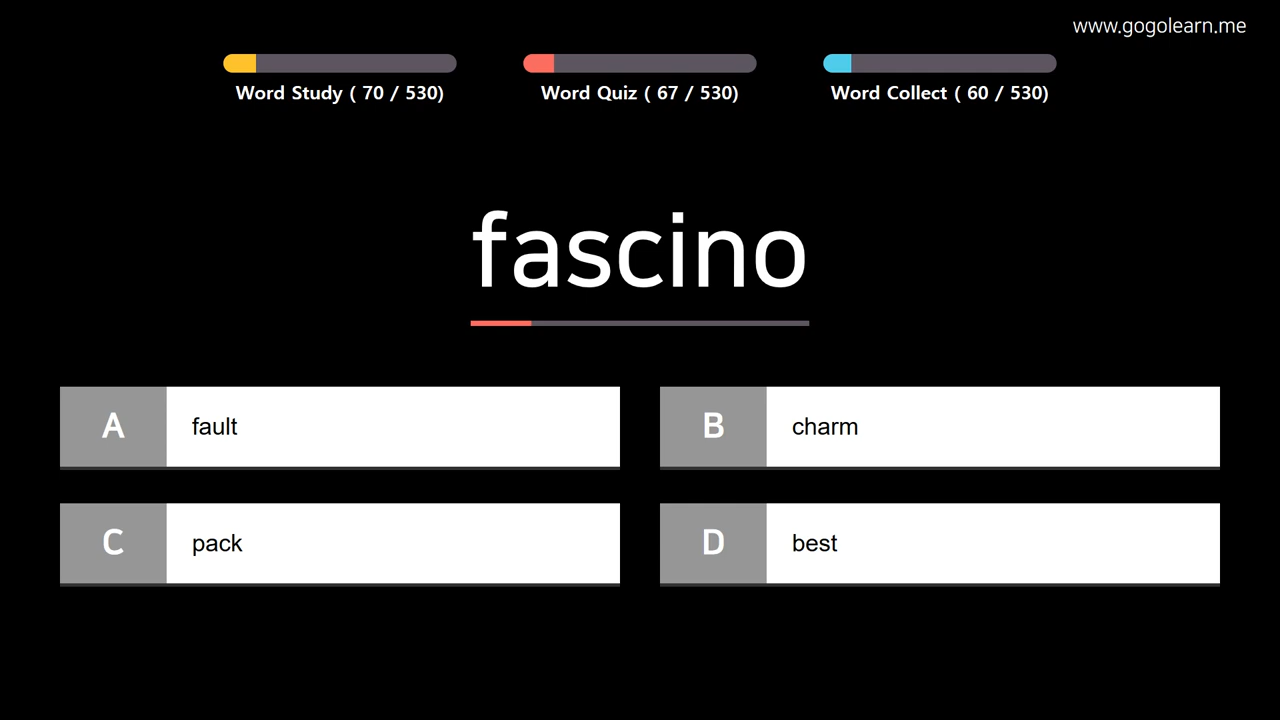 www.gogolearn.me
Word Study ( 70 / 530)
Word Quiz ( 67 / 530)
Word Collect ( 60 / 530)
fascino
A fault
B charm
C pack
D best